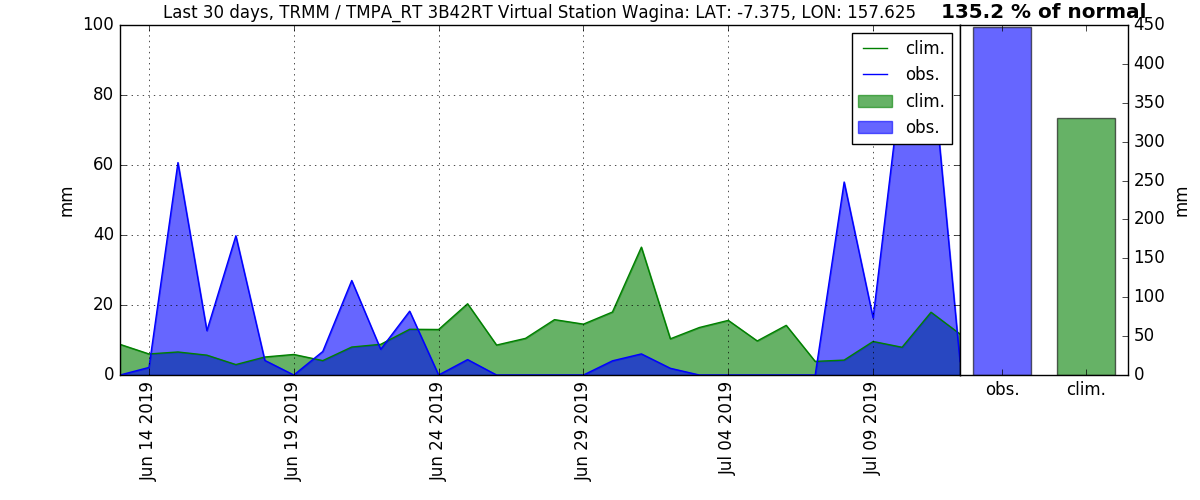 Last 30 days, TRMM / TMPA_RT 3B42RT Virtual Station Wagina: LAT: -7.375, LON: 157.625
135.2 % of normal
100
80
60
40
20
0
mm
clim.
obs.
clim.
obs.
450
400
350
300
250
200
150
100
50
0
mm
Jun 14 2019
Jun 19 2019
Jun 24 2019
Jun 29 2019
Jul 04 2019
Jul 09 2019
obs.
clim.